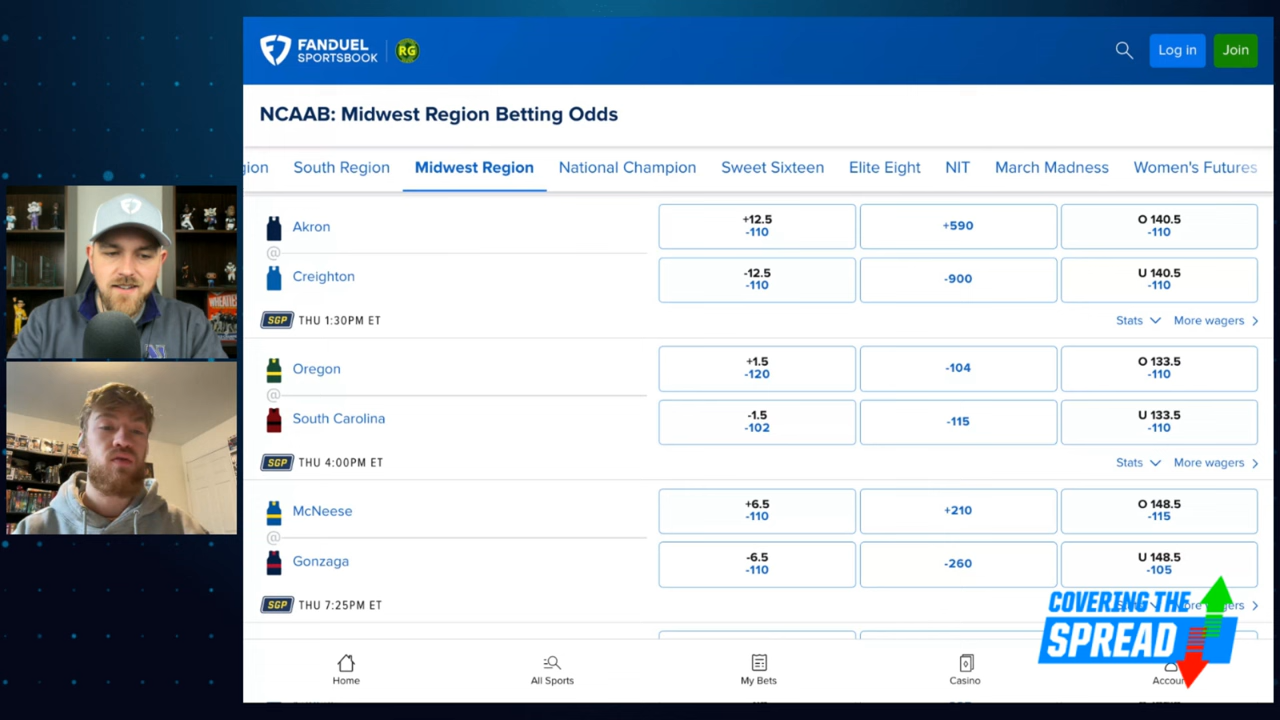 FANDUEL
SPORTSBOOK
RG
Log in
Join
NCAAB: Midwest Region Betting Odds
gion
South Region
Midwest Region
National Champion
Sweet Sixteen
Elite Eight
NIT
March Madness
Women's Futures
Akron
+12.5
-110
+590
O 140.5
-110
@
Creighton
-12.5
-110
-900
U 140.5
-110
SGP THU 1:30PM ET
Stats
More wagers
Oregon
+1.5
-120
-104
O 133.5
-110
@
South Carolina
-1.5
-102
-115
U 133.5
-110
SGP THU 4:00PM ET
Stats
More wagers
McNeese
+6.5
-110
+210
O 148.5
-115
@
Gonzaga
-6.5
-110
-260
U 148.5
-105
SGP THU 7:25PM ET
COVERING THE
SPREAD
Home
All Sports
My Bets
Casino
Accou
WHEATIES